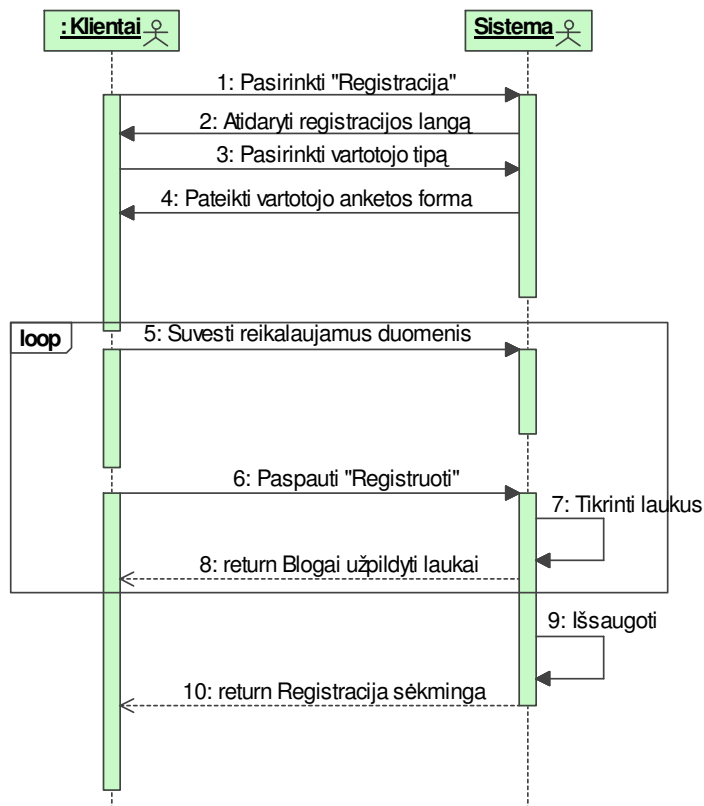 : Klientai
Sistema
1: Pasirinkti "Registracija"
2: Atidaryti registracijos langą
3: Pasirinkti vartotojo tipą
4: Pateikti vartotojo anketos forma
loop
5: Suvesti reikalaujamus duomenis
6: Paspauti "Registruoti"
7: Tikrinti laukus
8: return Blogai užpildyti laukai
9: Išsaugoti
10: return Registracija sėkminga